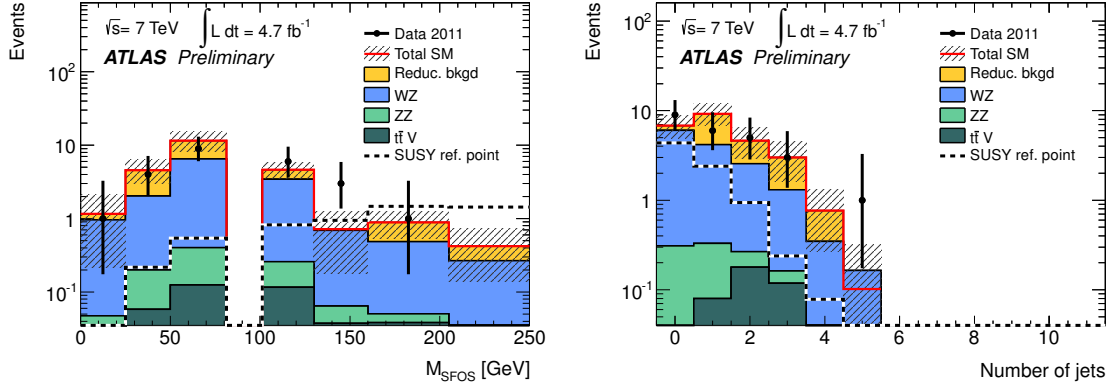 Events
√s= 7 TeV ∫ L dt = 4.7 fb⁻¹
ATLAS Preliminary
Data 2011
Total SM
Reduc. bkgd
WZ
ZZ
tt̄ V
SUSY ref. point
10²
10
1
10⁻¹
0 50 100 150 200 250
M_SFOS [GeV]
Events
√s= 7 TeV ∫ L dt = 4.7 fb⁻¹
ATLAS Preliminary
Data 2011
Total SM
Reduc. bkgd
WZ
ZZ
tt̄ V
SUSY ref. point
10²
10
1
10⁻¹
0 2 4 6 8 10
Number of jets